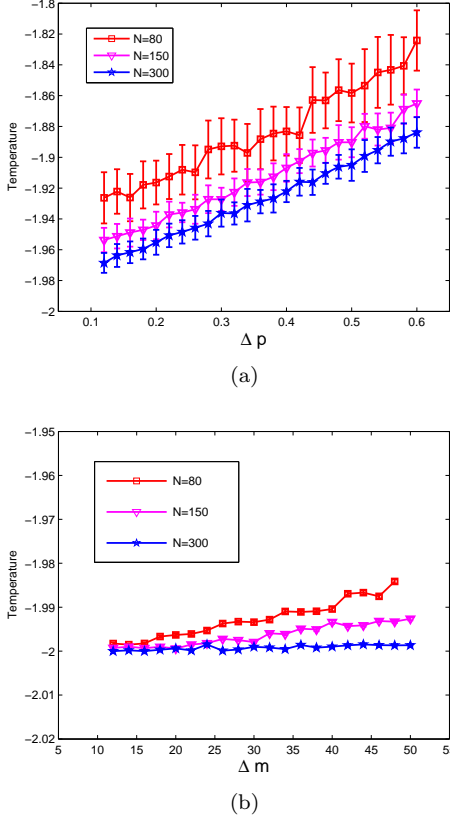 -1.8
-1.82
-1.84
-1.86
-1.88
-1.9
-1.92
-1.94
-1.96
-1.98
-2
Temperature
N=80
N=150
N=300
0.1 0.2 0.3 0.4 0.5 0.6
Δ p
(a)
-1.95
-1.96
-1.97
-1.98
-1.99
-2
-2.01
-2.02
Temperature
N=80
N=150
N=300
5 10 15 20 25 30 35 40 45 50 55
Δ m
(b)